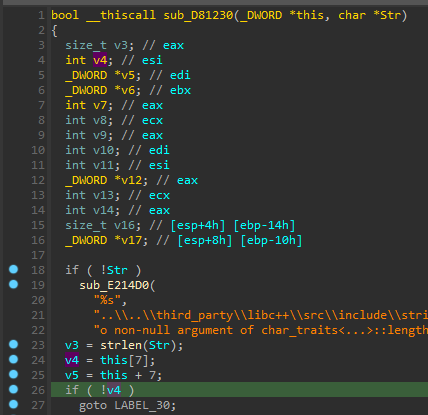 1 bool __thiscall sub_D81230(_DWORD *this, char *Str)
2 {
3 size_t v3; // eax
4 int v4; // esi
5 _DWORD *v5; // edi
6 _DWORD *v6; // ebx
7 int v7; // eax
8 int v8; // ecx
9 int v9; // eax
10 int v10; // edi
11 int v11; // esi
12 _DWORD *v12; // eax
13 int v13; // ecx
14 int v14; // eax
15 size_t v16; // [esp+4h] [ebp-14h]
16 _DWORD *v17; // [esp+8h] [ebp-10h]
17
18 if ( !Str )
19 sub_E214D0(
20 "%s",
21 "..\\..\\third_party\\libc++\\src\\include\\stri
22 "o non-null argument of char_traits<...>::length
23 v3 = strlen(Str);
24 v4 = this[7];
25 v5 = this + 7;
26 if ( !v4 )
27 goto LABEL_30;